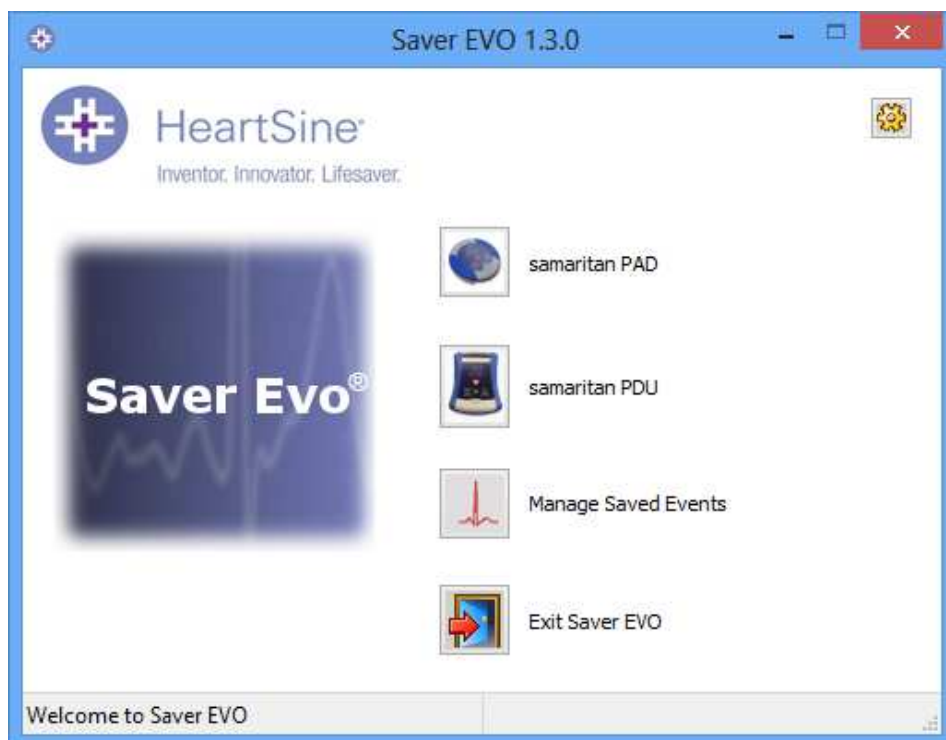 Saver EVO 1.3.0
HeartSine®
Inventor. Innovator. Lifesaver.
samaritan PAD
Saver Evo®
samaritan PDU
Manage Saved Events
Exit Saver EVO
Welcome to Saver EVO